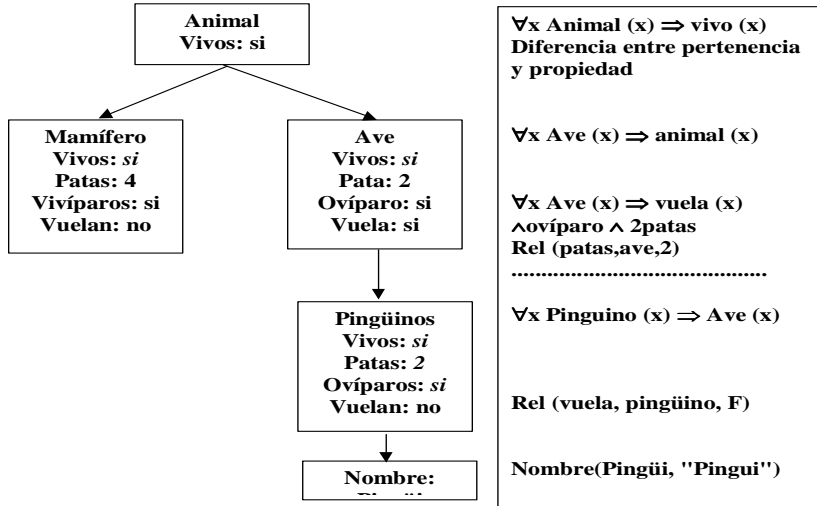 Animal
Vivos: si
Mamífero
Vivos: si
Patas: 4
Vivíparos: si
Vuelan: no
Ave
Vivos: si
Pata: 2
Ovíparo: si
Vuela: si
Pingüinos
Vivos: si
Patas: 2
Ovíparos: si
Vuelan: no
Nombre:
∀x Animal (x) ⇒ vivo (x)
Diferencia entre pertenencia
y propiedad
∀x Ave (x) ⇒ animal (x)
∀x Ave (x) ⇒ vuela (x)
∧ovíparo ∧ 2patas
Rel (patas,ave,2)
...........................................
∀x Pinguino (x) ⇒ Ave (x)
Rel (vuela, pingüino, F)
Nombre(Pingüi, "Pingui")